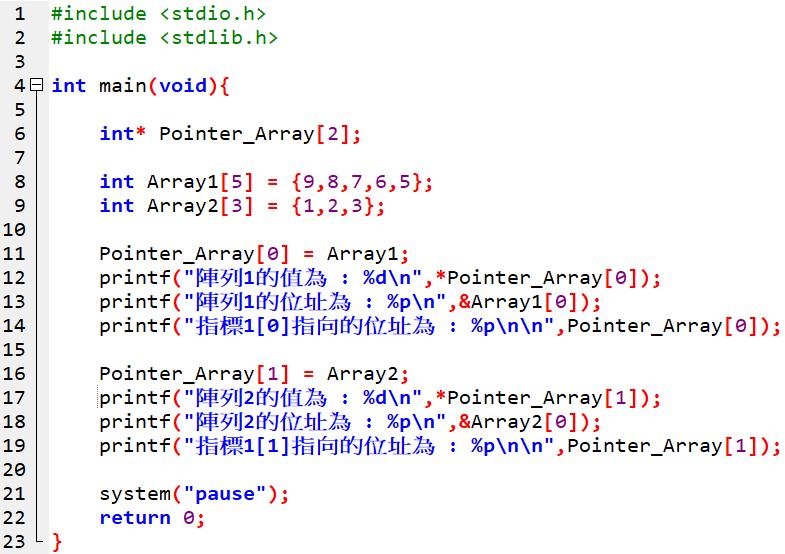 1 #include <stdio.h>
2 #include <stdlib.h>
3
4 int main(void){
5
6 int* Pointer_Array[2];
7
8 int Array1[5] = {9,8,7,6,5};
9 int Array2[3] = {1,2,3};
10
11 Pointer_Array[0] = Array1;
12 printf("陣列1的值為 : %d\n",*Pointer_Array[0]);
13 printf("陣列1的位址為 : %p\n",&Array1[0]);
14 printf("指標1[0]指向的位址為 : %p\n\n",Pointer_Array[0]);
15
16 Pointer_Array[1] = Array2;
17 printf("陣列2的值為 : %d\n",*Pointer_Array[1]);
18 printf("陣列2的位址為 : %p\n",&Array2[0]);
19 printf("指標1[1]指向的位址為 : %p\n\n",Pointer_Array[1]);
20
21 system("pause");
22 return 0;
23 }